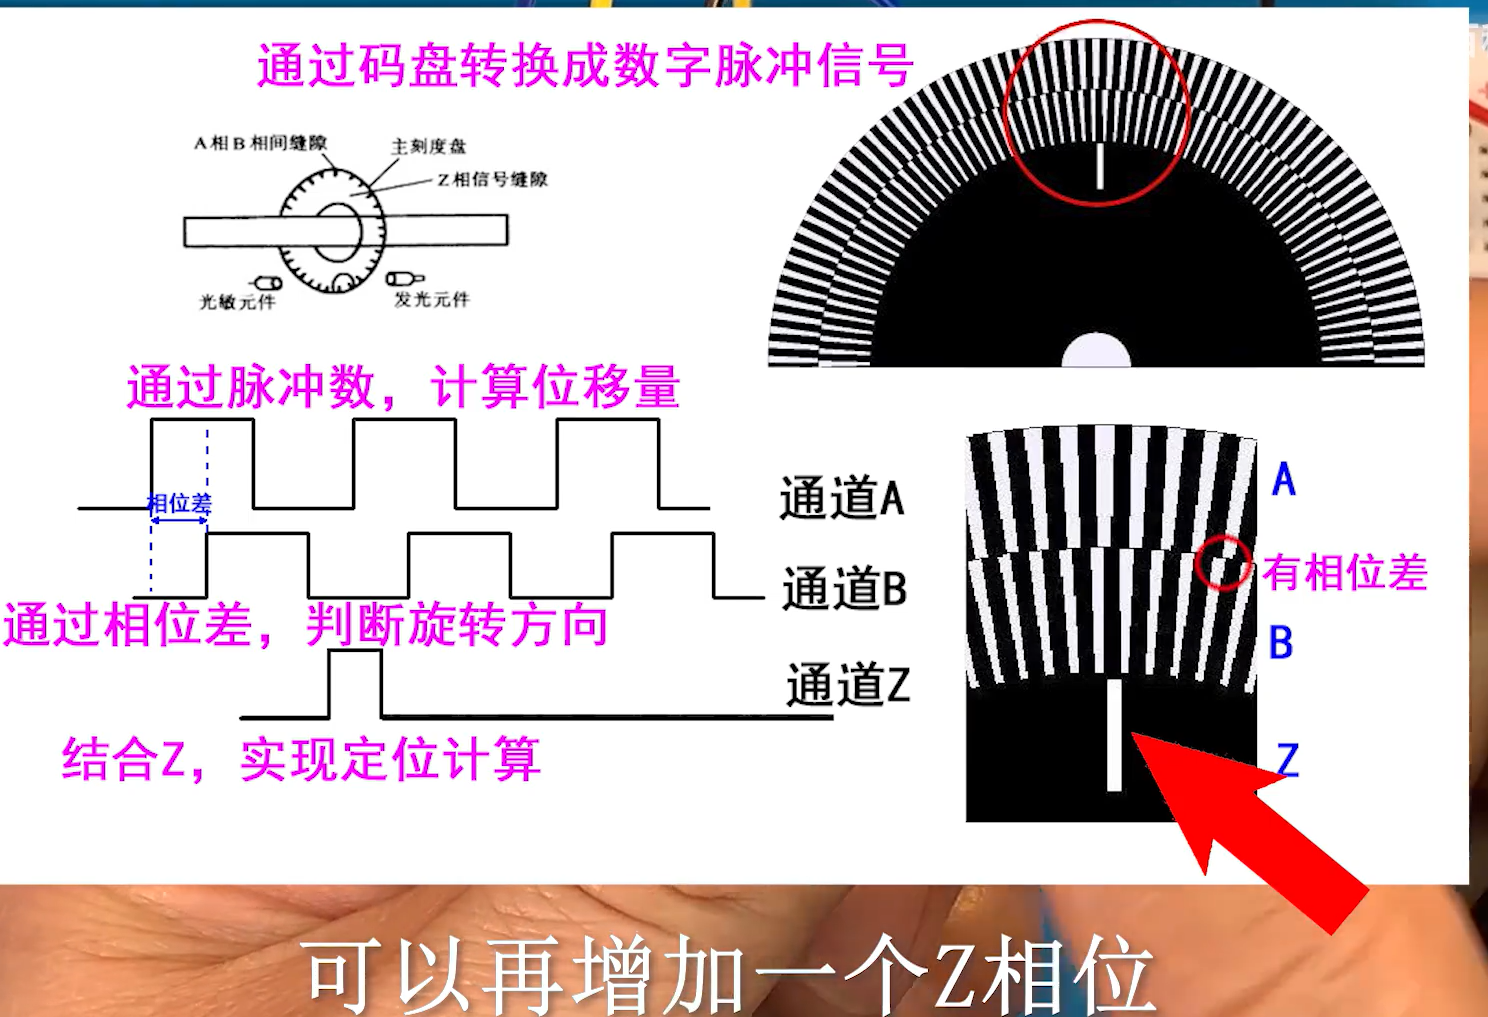 通过码盘转换成数字脉冲信号
A相B相间缝隙
主刻度盘
Z相信号缝隙
光敏元件
发光元件
通过脉冲数，计算位移量
相位差
通道A
A
有相位差
通道B
通过相位差，判断旋转方向
B
通道Z
结合Z，实现定位计算
Z
可以再增加一个Z相位